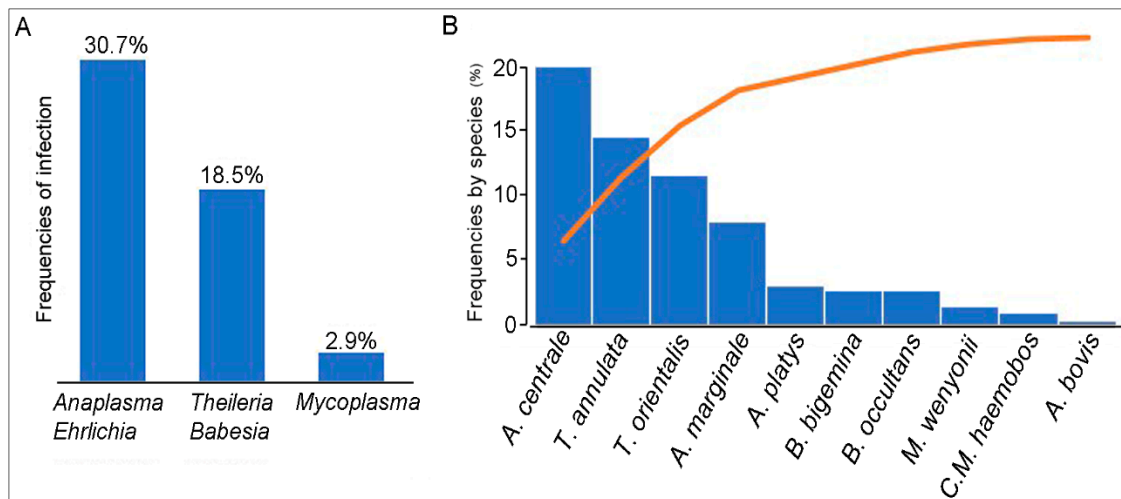 A
30.7%
18.5%
2.9%
Frequencies of infection
Anaplasma
Ehrlichia
Theileria
Babesia
Mycoplasma
B
Frequencies by species (%)
20
15
10
5
0
A. centrale
T. annulata
T. orientalis
A. marginale
A. platys
B. bigemina
B. occultans
M. wenyonii
C.M. haemobos
A. bovis